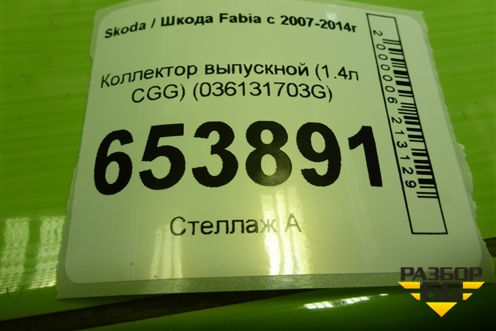 Skoda / Шкода Fabia с 2007-2014г
Коллектор выпускной (1.4л
CGG) (036131703G)
653891
Стеллаж А
2000006213129
РАЗБОР